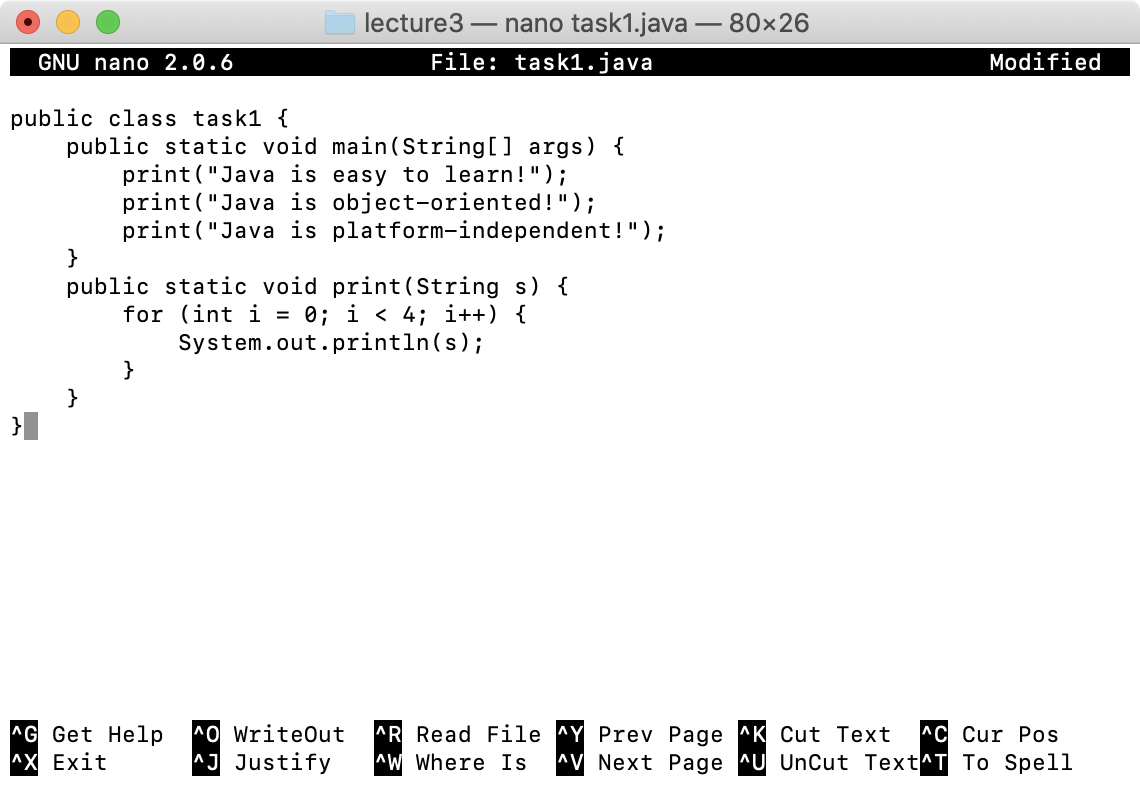 lecture3 — nano task1.java — 80×26
GNU nano 2.0.6 File: task1.java Modified
public class task1 {
    public static void main(String[] args) {
        print("Java is easy to learn!");
        print("Java is object-oriented!");
        print("Java is platform-independent!");
    }
    public static void print(String s) {
        for (int i = 0; i < 4; i++) {
            System.out.println(s);
        }
    }
}
^G Get Help ^O WriteOut ^R Read File ^Y Prev Page ^K Cut Text ^C Cur Pos
^X Exit ^J Justify ^W Where Is ^V Next Page ^U UnCut Text ^T To Spell